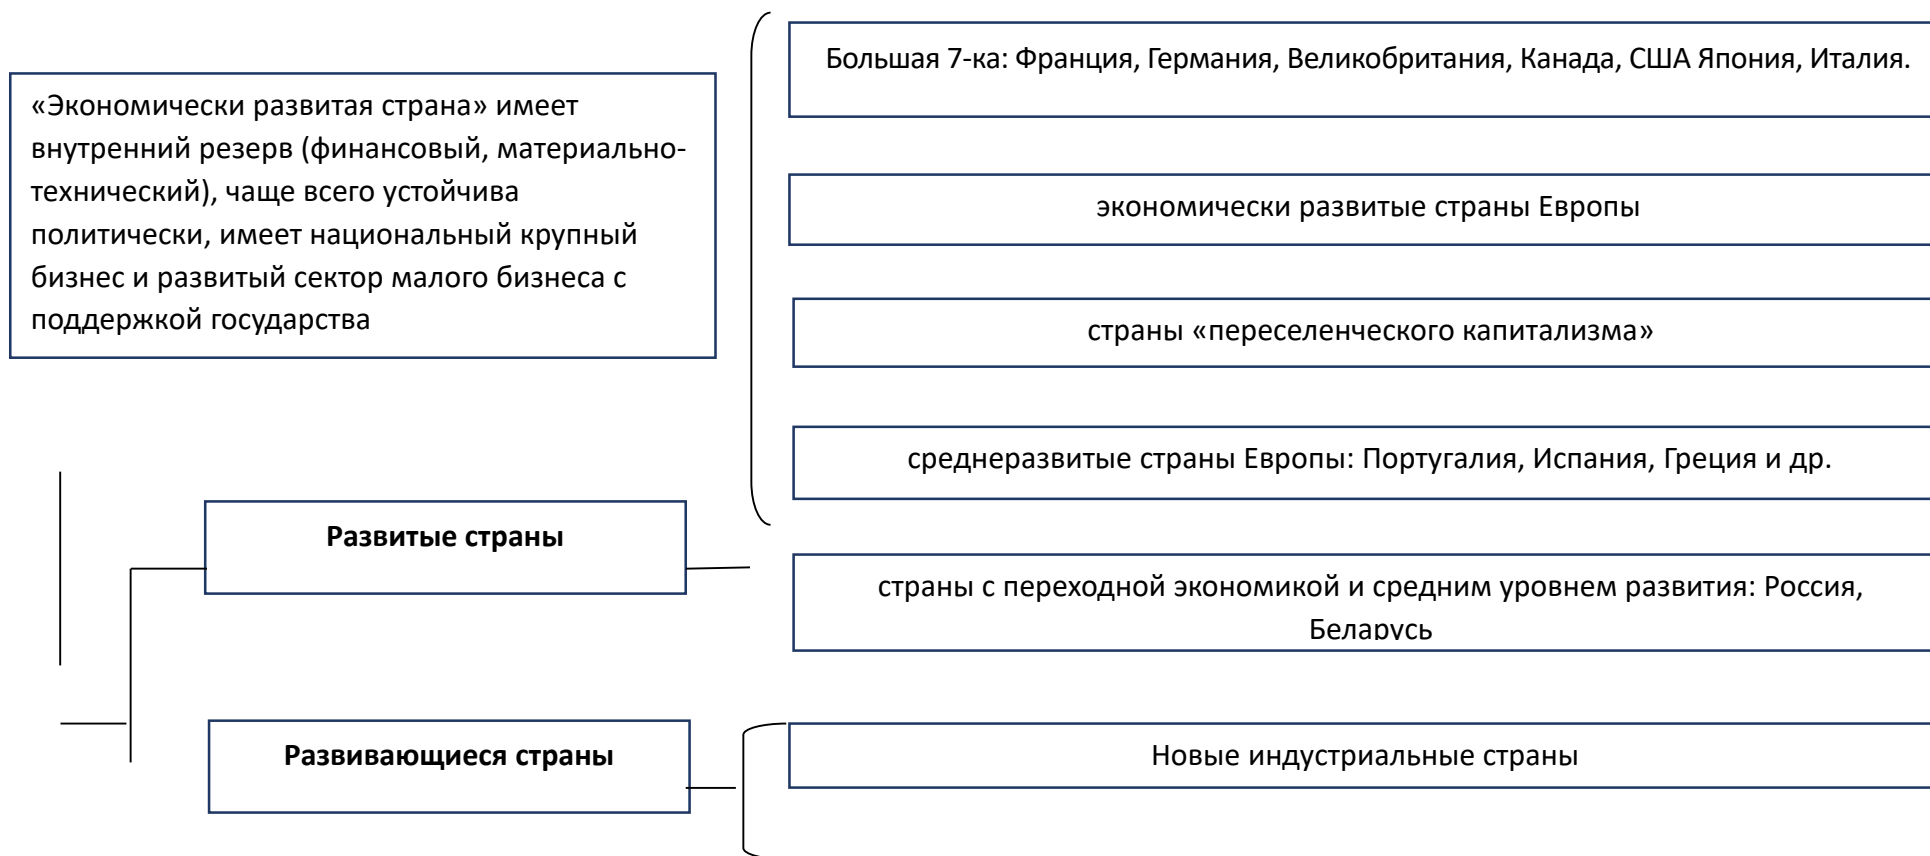 «Экономически развитая страна» имеет
внутренний резерв (финансовый, материально-
технический), чаще всего устойчива
политически, имеет национальный крупный
бизнес и развитый сектор малого бизнеса с
поддержкой государства
Большая 7-ка: Франция, Германия, Великобритания, Канада, США Япония, Италия.
экономически развитые страны Европы
страны «переселенческого капитализма»
среднеразвитые страны Европы: Португалия, Испания, Греция и др.
Развитые страны
страны с переходной экономикой и средним уровнем развития: Россия,
Беларусь
Развивающиеся страны
Новые индустриальные страны